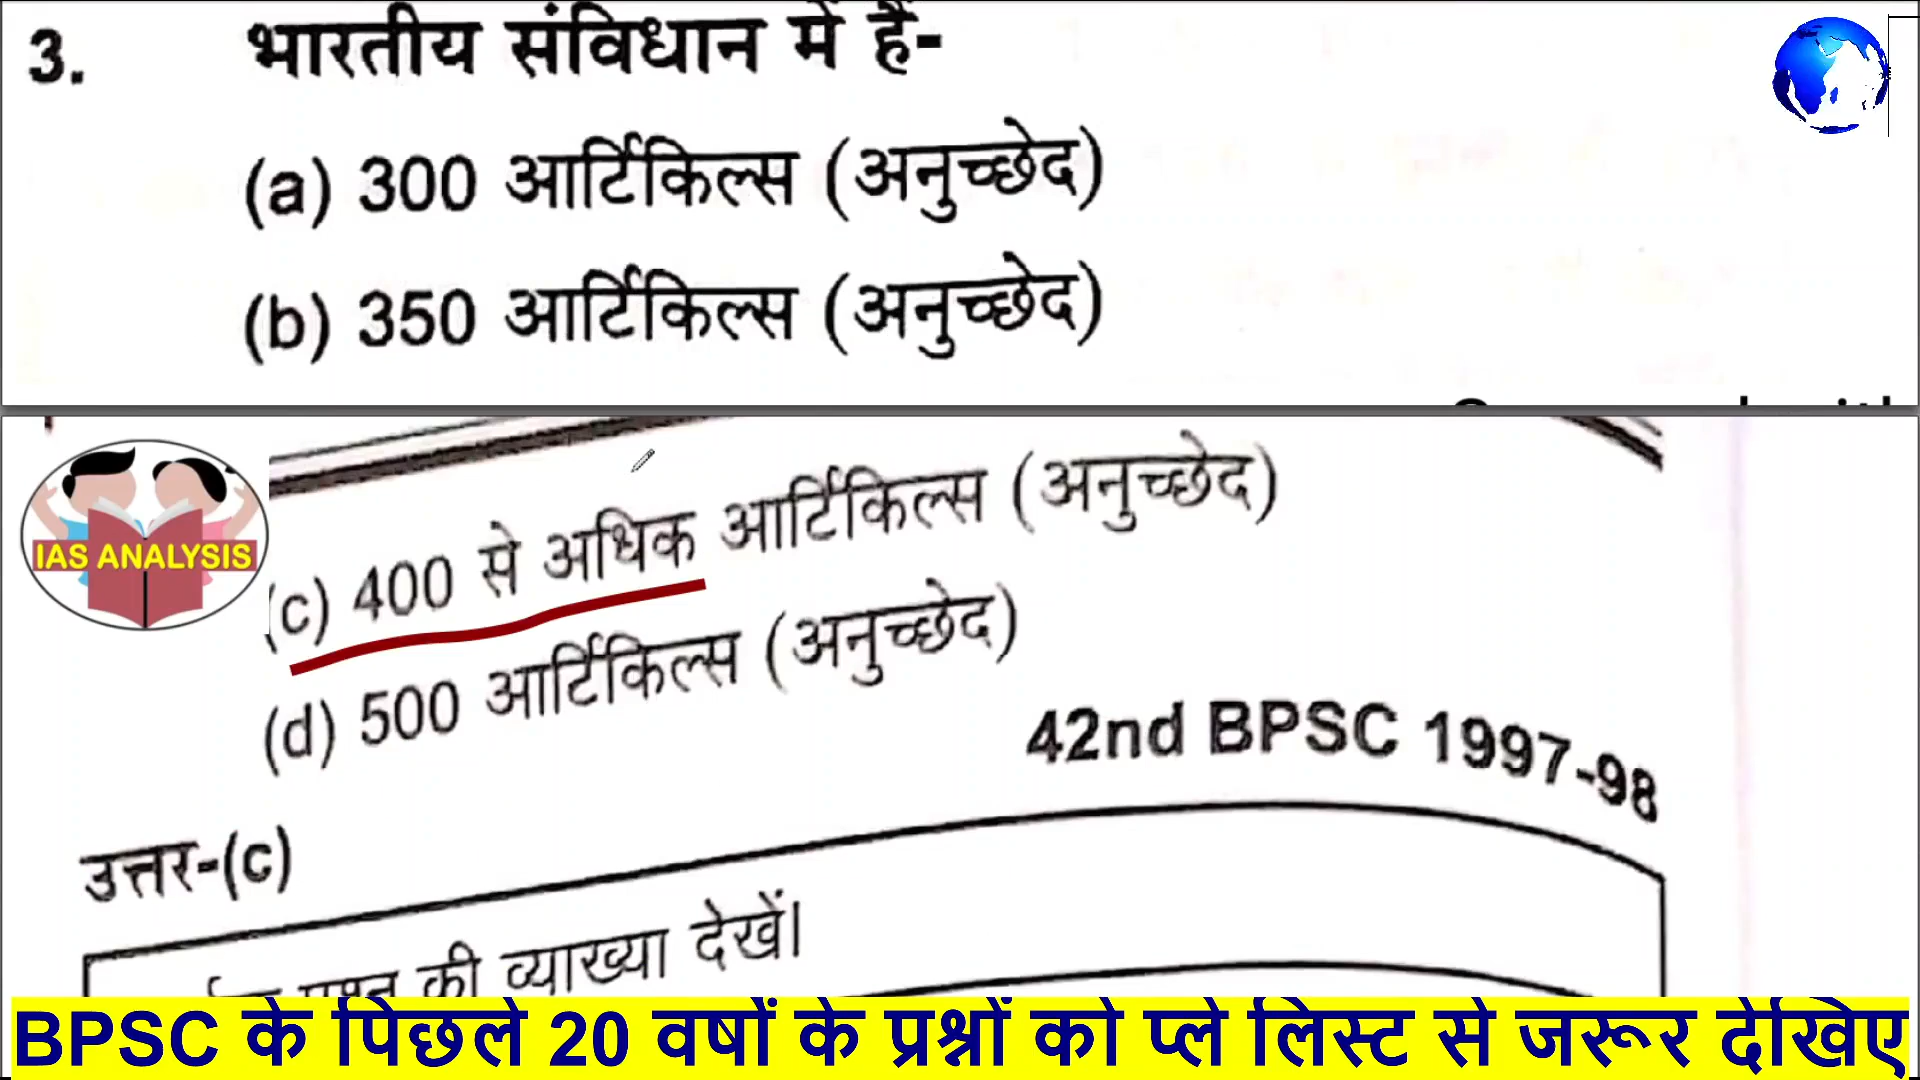 3. भारतीय संविधान में हैं-
(a) 300 आर्टिकिल्स (अनुच्छेद)
(b) 350 आर्टिकिल्स (अनुच्छेद)
IAS ANALYSIS
(c) 400 से अधिक आर्टिकिल्स (अनुच्छेद)
(d) 500 आर्टिकिल्स (अनुच्छेद)
42nd BPSC 1997-98
उत्तर-(c)
प्रश्न की व्याख्या देखें।
BPSC के पिछले 20 वर्षों के प्रश्नों को प्ले लिस्ट से जरूर देखिए